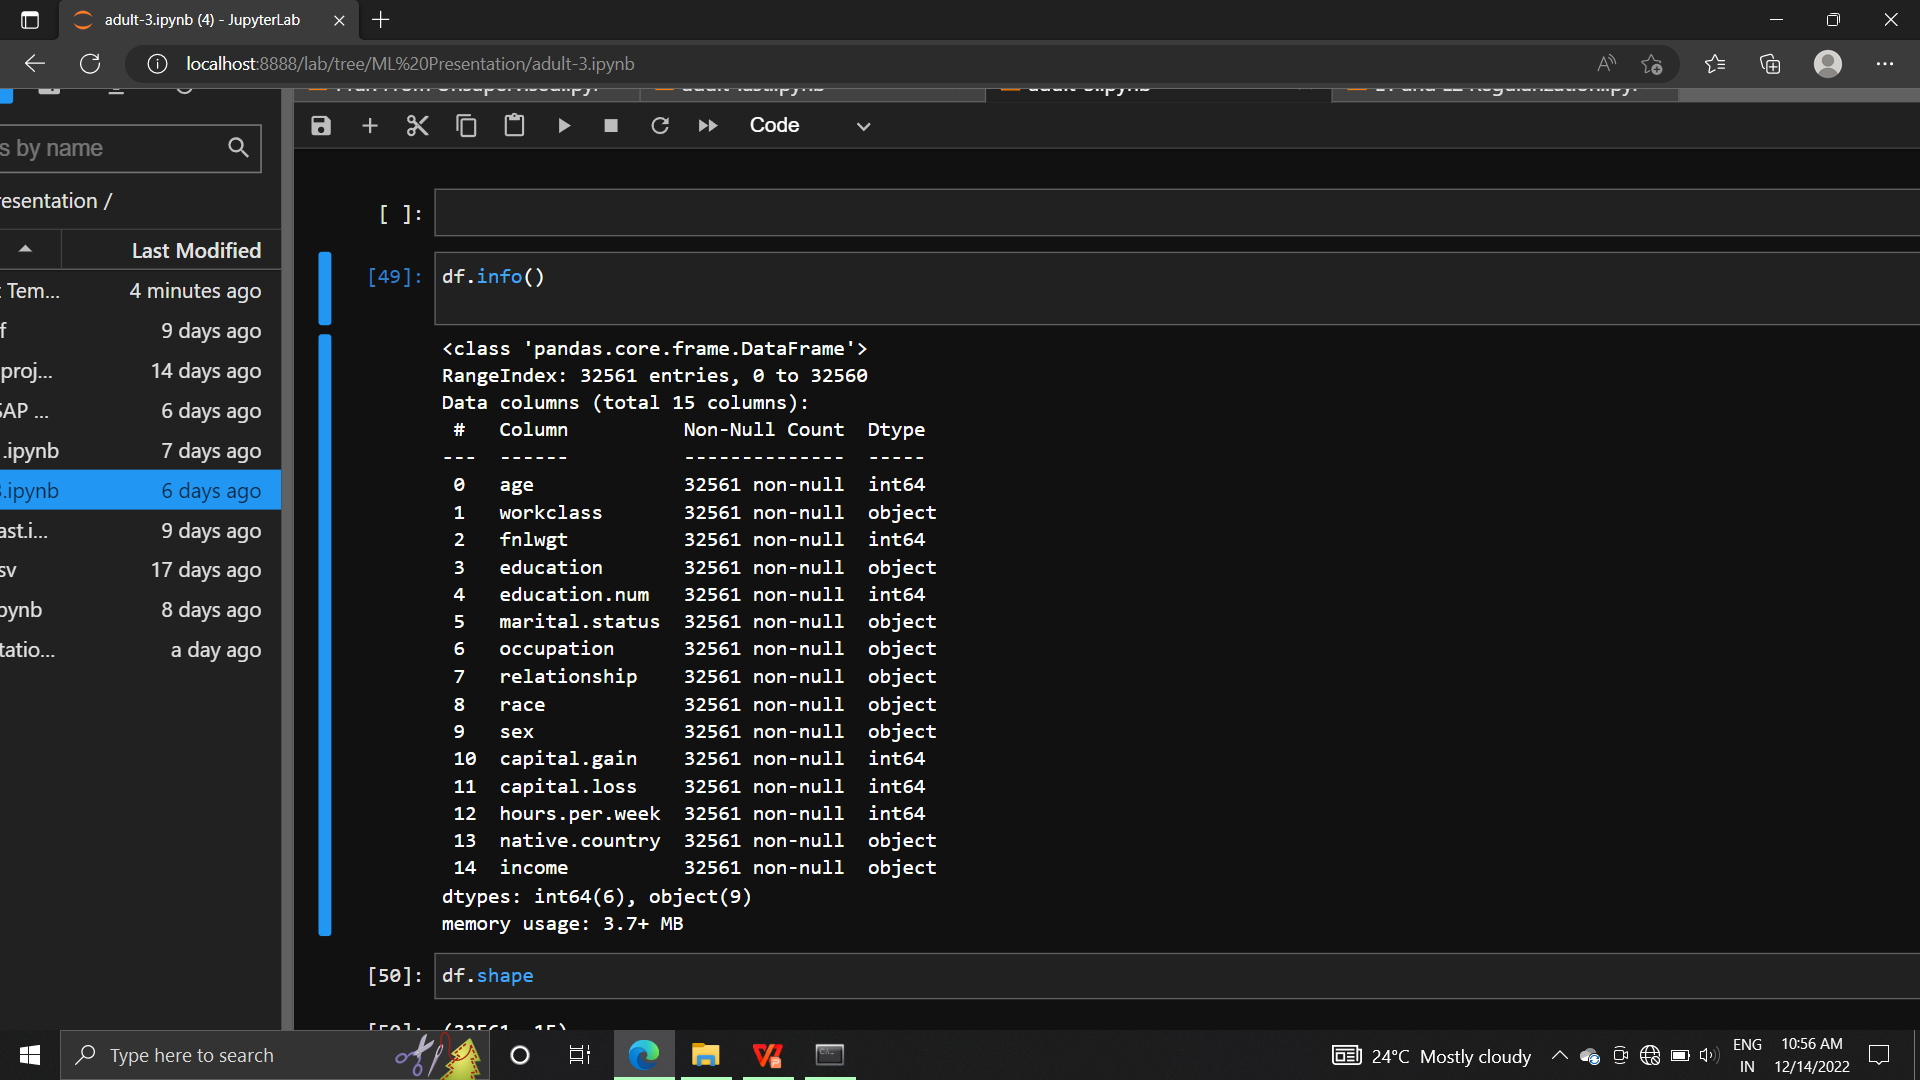 adult-3.ipynb (4) - JupyterLab
localhost:8888/lab/tree/ML%20Presentation/adult-3.ipynb
Code
s by name
resentation /
Last Modified
: Tem... 4 minutes ago
f 9 days ago
proj... 14 days ago
SAP ... 6 days ago
.ipynb 7 days ago
3.ipynb 6 days ago
ast.i... 9 days ago
sv 17 days ago
pynb 8 days ago
tatio... a day ago
[ ]:
[49]: df.info()
<class 'pandas.core.frame.DataFrame'>
RangeIndex: 32561 entries, 0 to 32560
Data columns (total 15 columns):
# Column Non-Null Count Dtype
--- ------ -------------- -----
0 age 32561 non-null int64
1 workclass 32561 non-null object
2 fnlwgt 32561 non-null int64
3 education 32561 non-null object
4 education.num 32561 non-null int64
5 marital.status 32561 non-null object
6 occupation 32561 non-null object
7 relationship 32561 non-null object
8 race 32561 non-null object
9 sex 32561 non-null object
10 capital.gain 32561 non-null int64
11 capital.loss 32561 non-null int64
12 hours.per.week 32561 non-null int64
13 native.country 32561 non-null object
14 income 32561 non-null object
dtypes: int64(6), object(9)
memory usage: 3.7+ MB
[50]: df.shape
[50]: (32561, 15)
Type here to search
24°C Mostly cloudy
ENG
IN
10:56 AM
12/14/2022